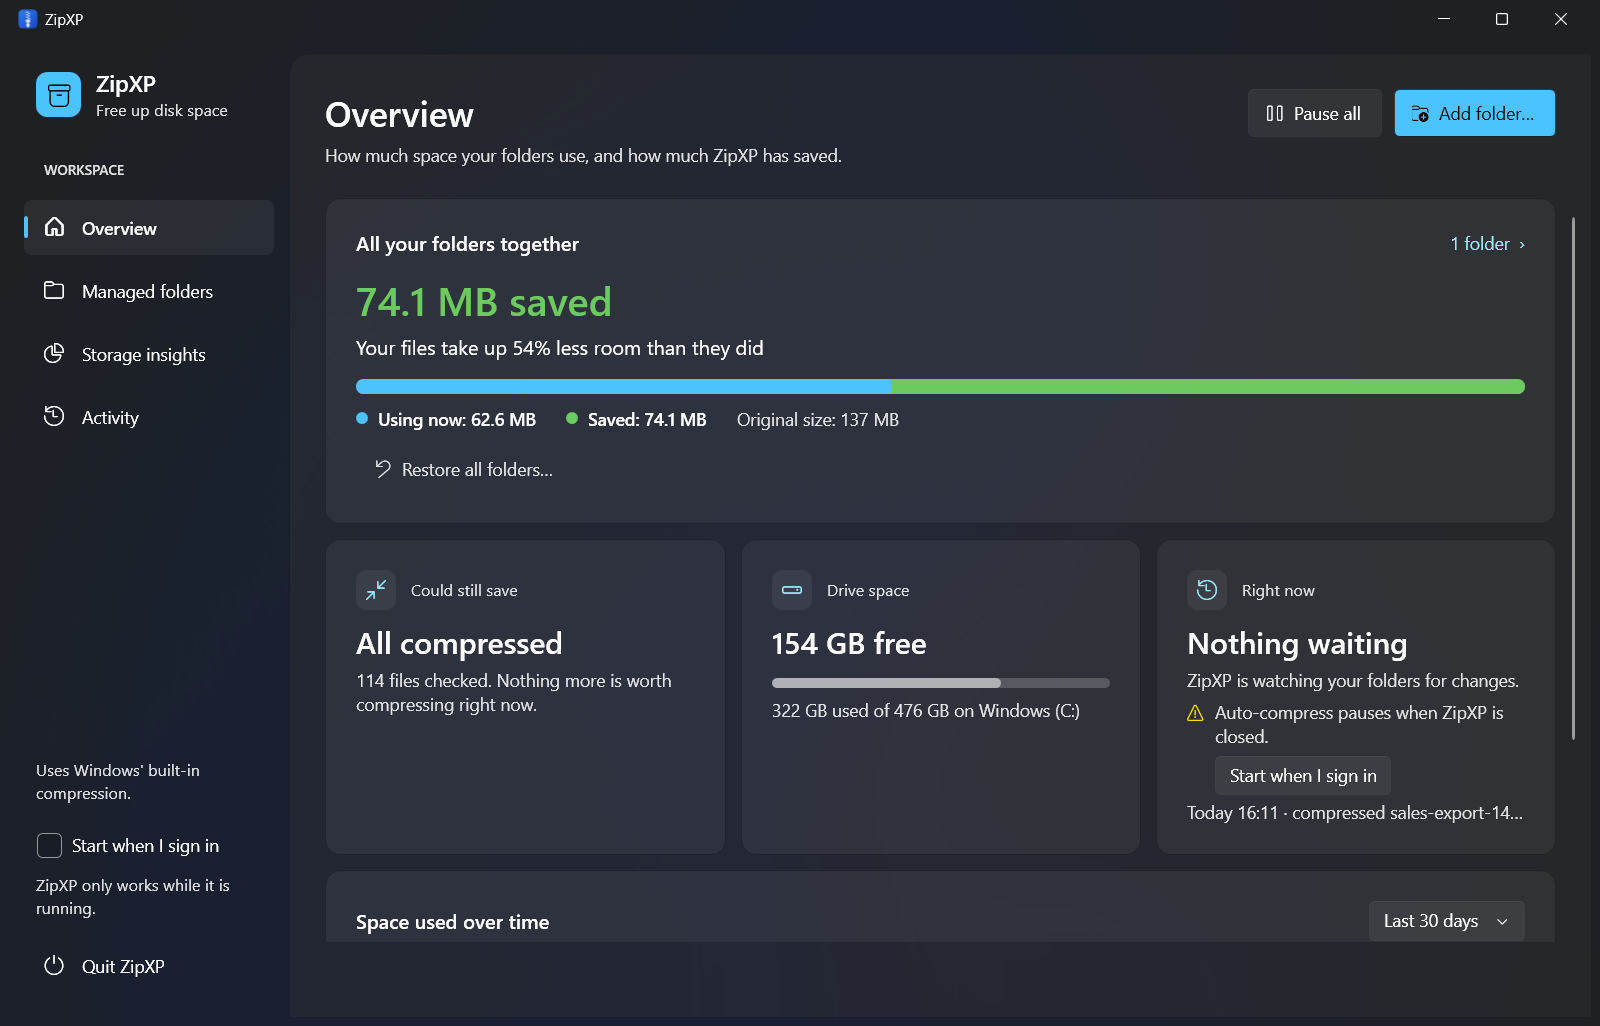 ZipXP
ZipXP
Free up disk space
WORKSPACE
Overview
Managed folders
Storage insights
Activity
Uses Windows' built-in
compression.
Start when I sign in
ZipXP only works while it is
running.
Quit ZipXP
Overview
How much space your folders use, and how much ZipXP has saved.
Pause all
Add folder...
All your folders together
1 folder ›
74.1 MB saved
Your files take up 54% less room than they did
Using now: 62.6 MB
Saved: 74.1 MB
Original size: 137 MB
Restore all folders...
Could still save
All compressed
114 files checked. Nothing more is worth
compressing right now.
Drive space
154 GB free
322 GB used of 476 GB on Windows (C:)
Right now
Nothing waiting
ZipXP is watching your folders for changes.
Auto-compress pauses when ZipXP is
closed.
Start when I sign in
Today 16:11 · compressed sales-export-14...
Space used over time
Last 30 days